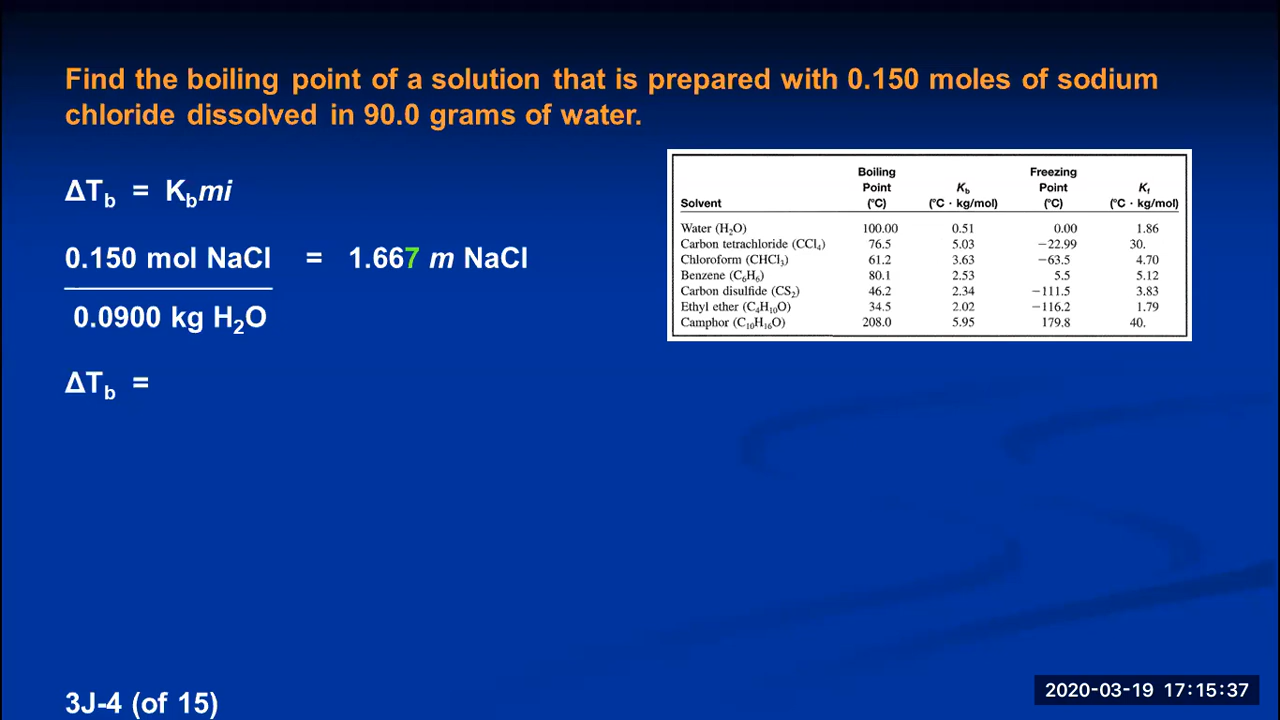 Find the boiling point of a solution that is prepared with 0.150 moles of sodium
chloride dissolved in 90.0 grams of water.
ΔTb = Kbmi
0.150 mol NaCl = 1.667 m NaCl
0.0900 kg H2O
ΔTb =
Boiling Freezing
Point Kb Point Kf
Solvent (°C) (°C · kg/mol) (°C) (°C · kg/mol)
Water (H2O) 100.00 0.51 0.00 1.86
Carbon tetrachloride (CCl4) 76.5 5.03 −22.99 30.
Chloroform (CHCl3) 61.2 3.63 −63.5 4.70
Benzene (C6H6) 80.1 2.53 5.5 5.12
Carbon disulfide (CS2) 46.2 2.34 −111.5 3.83
Ethyl ether (C4H10O) 34.5 2.02 −116.2 1.79
Camphor (C10H16O) 208.0 5.95 179.8 40.
3J-4 (of 15)
2020-03-19 17:15:37